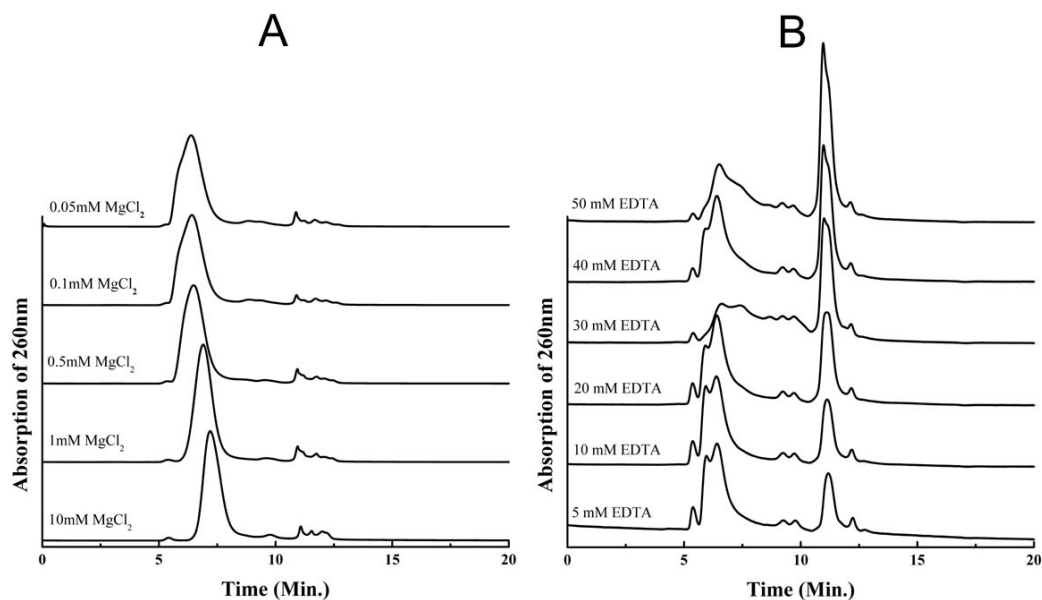 A
Absorption of 260nm
0.05mM MgCl₂
0.1mM MgCl₂
0.5mM MgCl₂
1mM MgCl₂
10mM MgCl₂
0 5 10 15 20
Time (Min.)
B
Absorption of 260nm
50 mM EDTA
40 mM EDTA
30 mM EDTA
20 mM EDTA
10 mM EDTA
5 mM EDTA
0 5 10 15 20
Time (Min.)